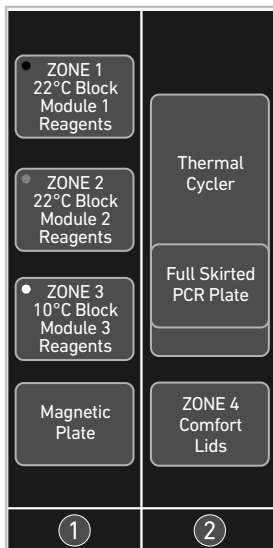 ZONE 1
22°C Block
Module 1
Reagents
ZONE 2
22°C Block
Module 2
Reagents
ZONE 3
10°C Block
Module 3
Reagents
Magnetic
Plate
1
Thermal
Cycler
Full Skirted
PCR Plate
ZONE 4
Comfort
Lids
2